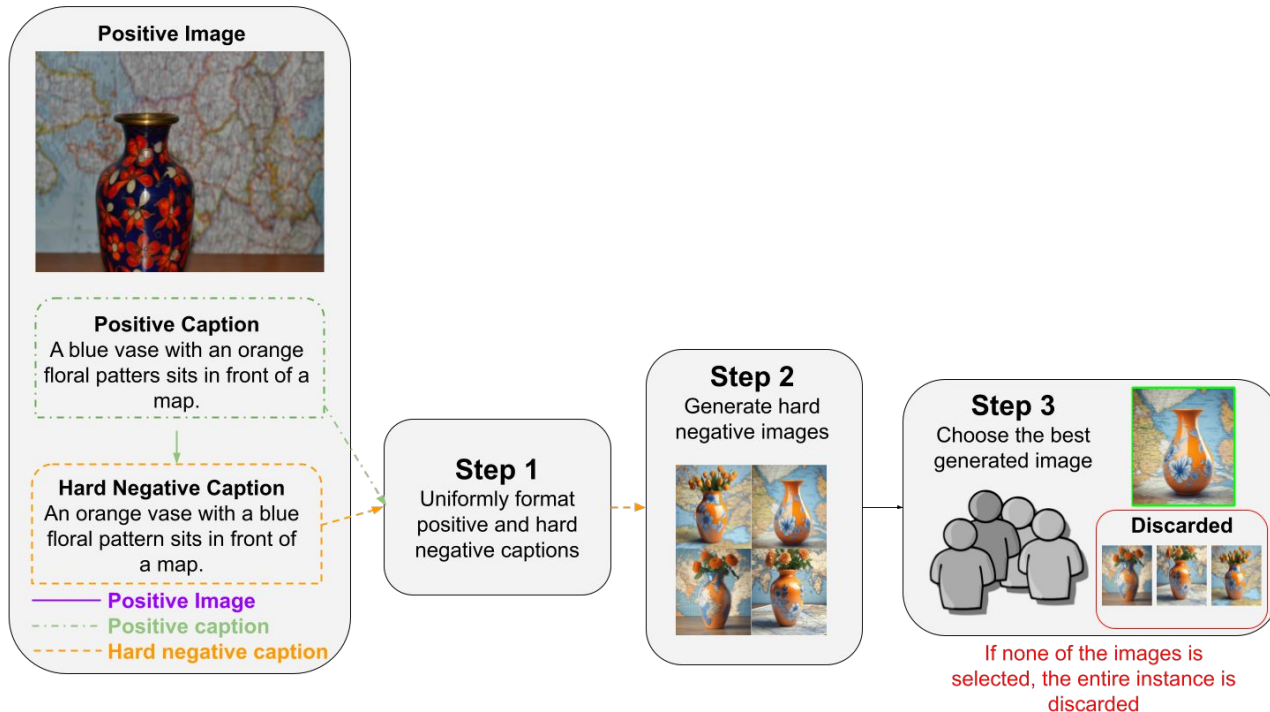 Positive Image
Positive Caption
A blue vase with an orange
floral patters sits in front of a
map.
Hard Negative Caption
An orange vase with a blue
floral pattern sits in front of
a map.
Positive Image
Positive caption
Hard negative caption
Step 1
Uniformly format
positive and hard
negative captions
Step 2
Generate hard
negative images
Step 3
Choose the best
generated image
Discarded
If none of the images is
selected, the entire instance is
discarded